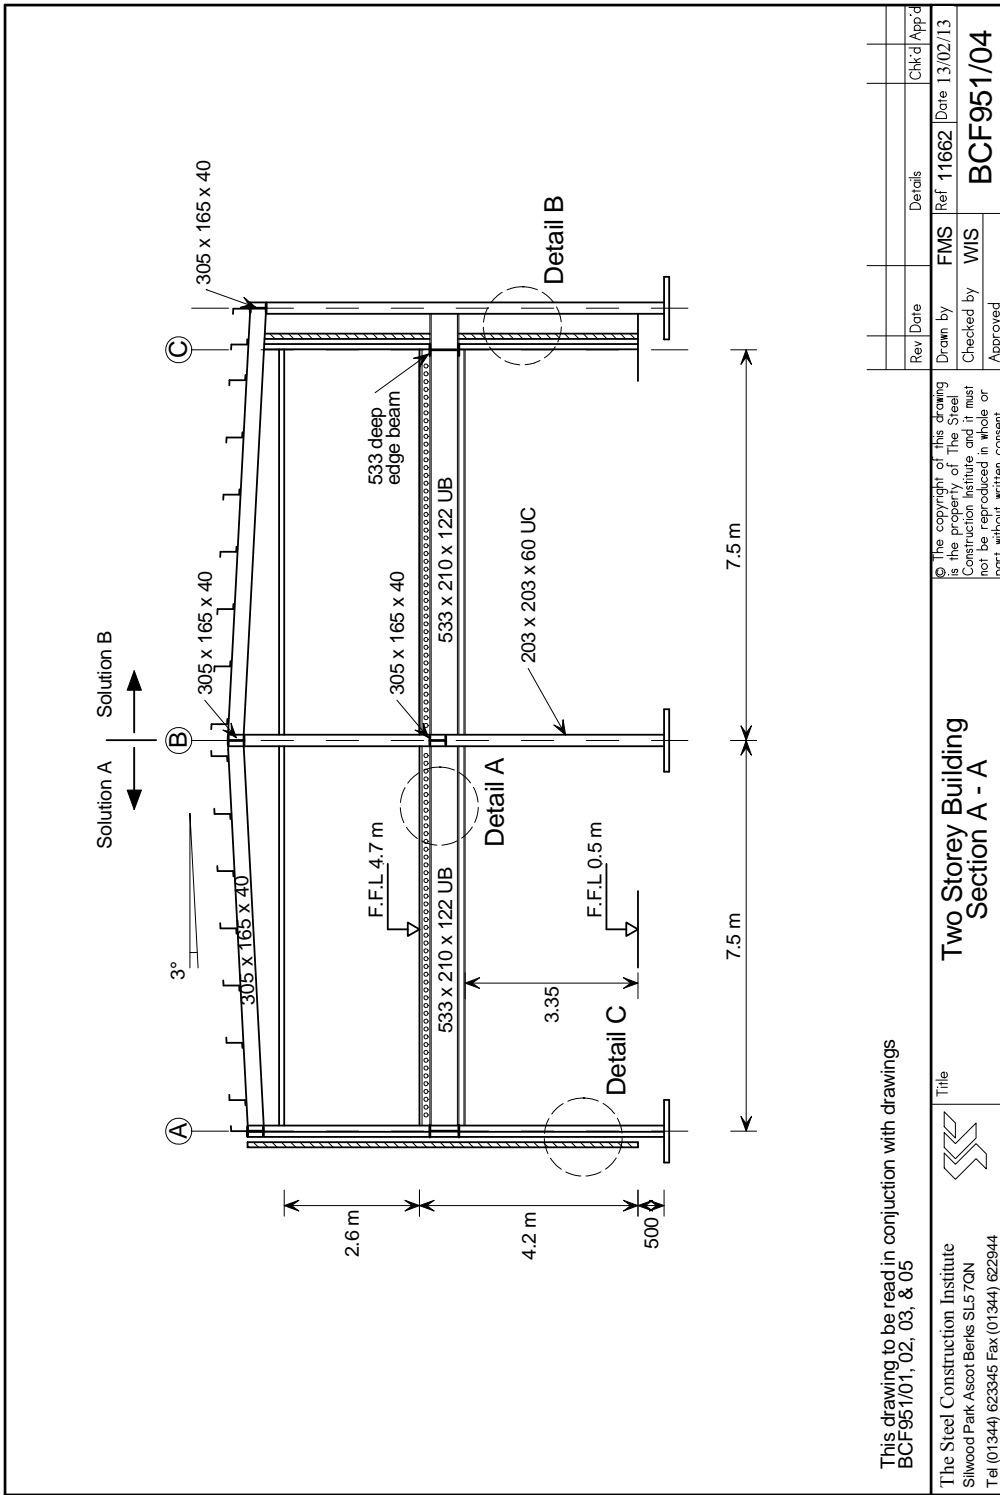 Solution A
Solution B
A
B
C
3°
305 x 165 x 40
305 x 165 x 40
305 x 165 x 40
2.6 m
4.2 m
500
F.F.L 4.7 m
533 x 210 x 122 UB
305 x 165 x 40
533 deep
edge beam
533 x 210 x 122 UB
Detail A
Detail B
203 x 203 x 60 UC
3.35
F.F.L 0.5 m
Detail C
7.5 m
7.5 m
This drawing to be read in conjuction with drawings
BCF951/01, 02, 03, & 05
The Steel Construction Institute
Silwood Park Ascot Berks SL5 7QN
Tel (01344) 623345 Fax (01344) 622944
Title
Two Storey Building
Section A - A
© The copyright of this drawing
is the property of The Steel
Construction Institute and it must
not be reproduced in whole or
part without written consent
Rev Date Details Chk'd App'd
Drawn by FMS Ref 11662 Date 13/02/13
Checked by WIS
Approved
BCF951/04